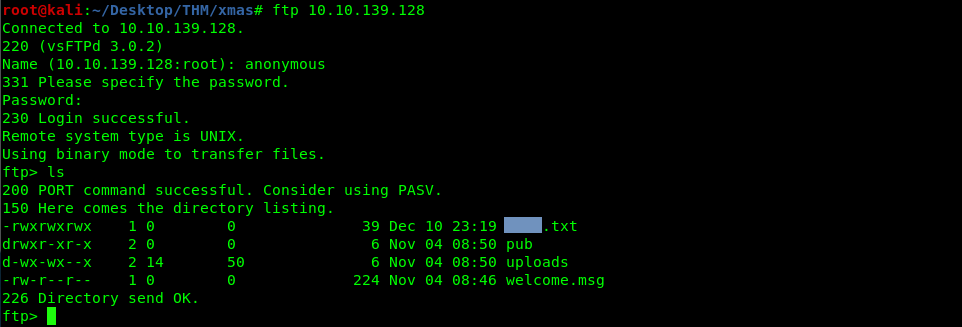 root@kali:~/Desktop/THM/xmas# ftp 10.10.139.128
Connected to 10.10.139.128.
220 (vsFTPd 3.0.2)
Name (10.10.139.128:root): anonymous
331 Please specify the password.
Password:
230 Login successful.
Remote system type is UNIX.
Using binary mode to transfer files.
ftp> ls
200 PORT command successful. Consider using PASV.
150 Here comes the directory listing.
-rwxrwxrwx    1 0        0              39 Dec 10 23:19 .txt
drwxr-xr-x    2 0        0               6 Nov 04 08:50 pub
d-wx-wx--x    2 14       50              6 Nov 04 08:50 uploads
-rw-r--r--    1 0        0             224 Nov 04 08:46 welcome.msg
226 Directory send OK.
ftp>